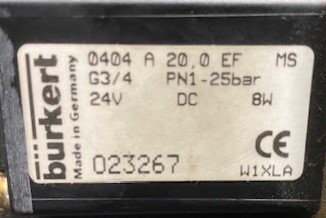 bürkert
Made in Germany
0404 A 20,0 EF MS
G3/4 PN1-25bar
24V DC 8W
023267
CE
W1XLA